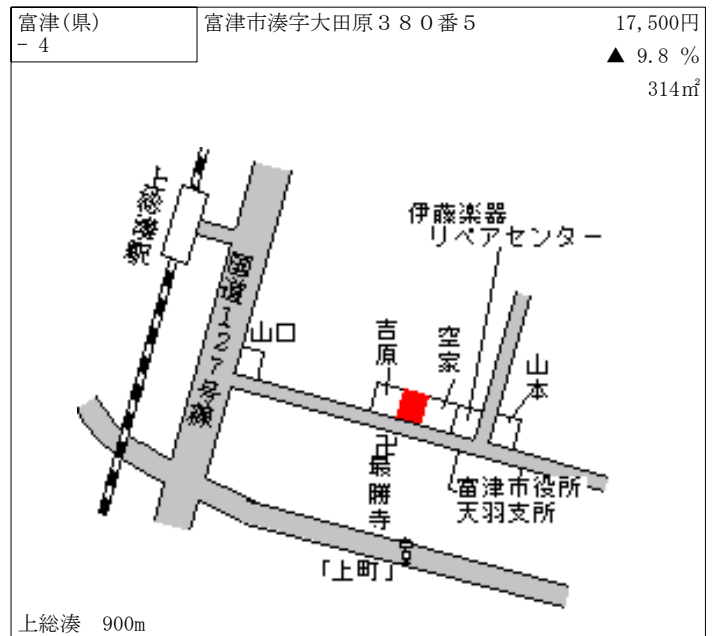 富津(県)
- 4
富津市湊字大田原３８０番５
17,500円
▲ 9.8 %
314㎡
上総湊駅
国道１２７号線
山口
吉原
空家
伊藤楽器
リペアセンター
山本
卍
最勝寺
富津市役所
天羽支所
「上町」
上総湊 900m